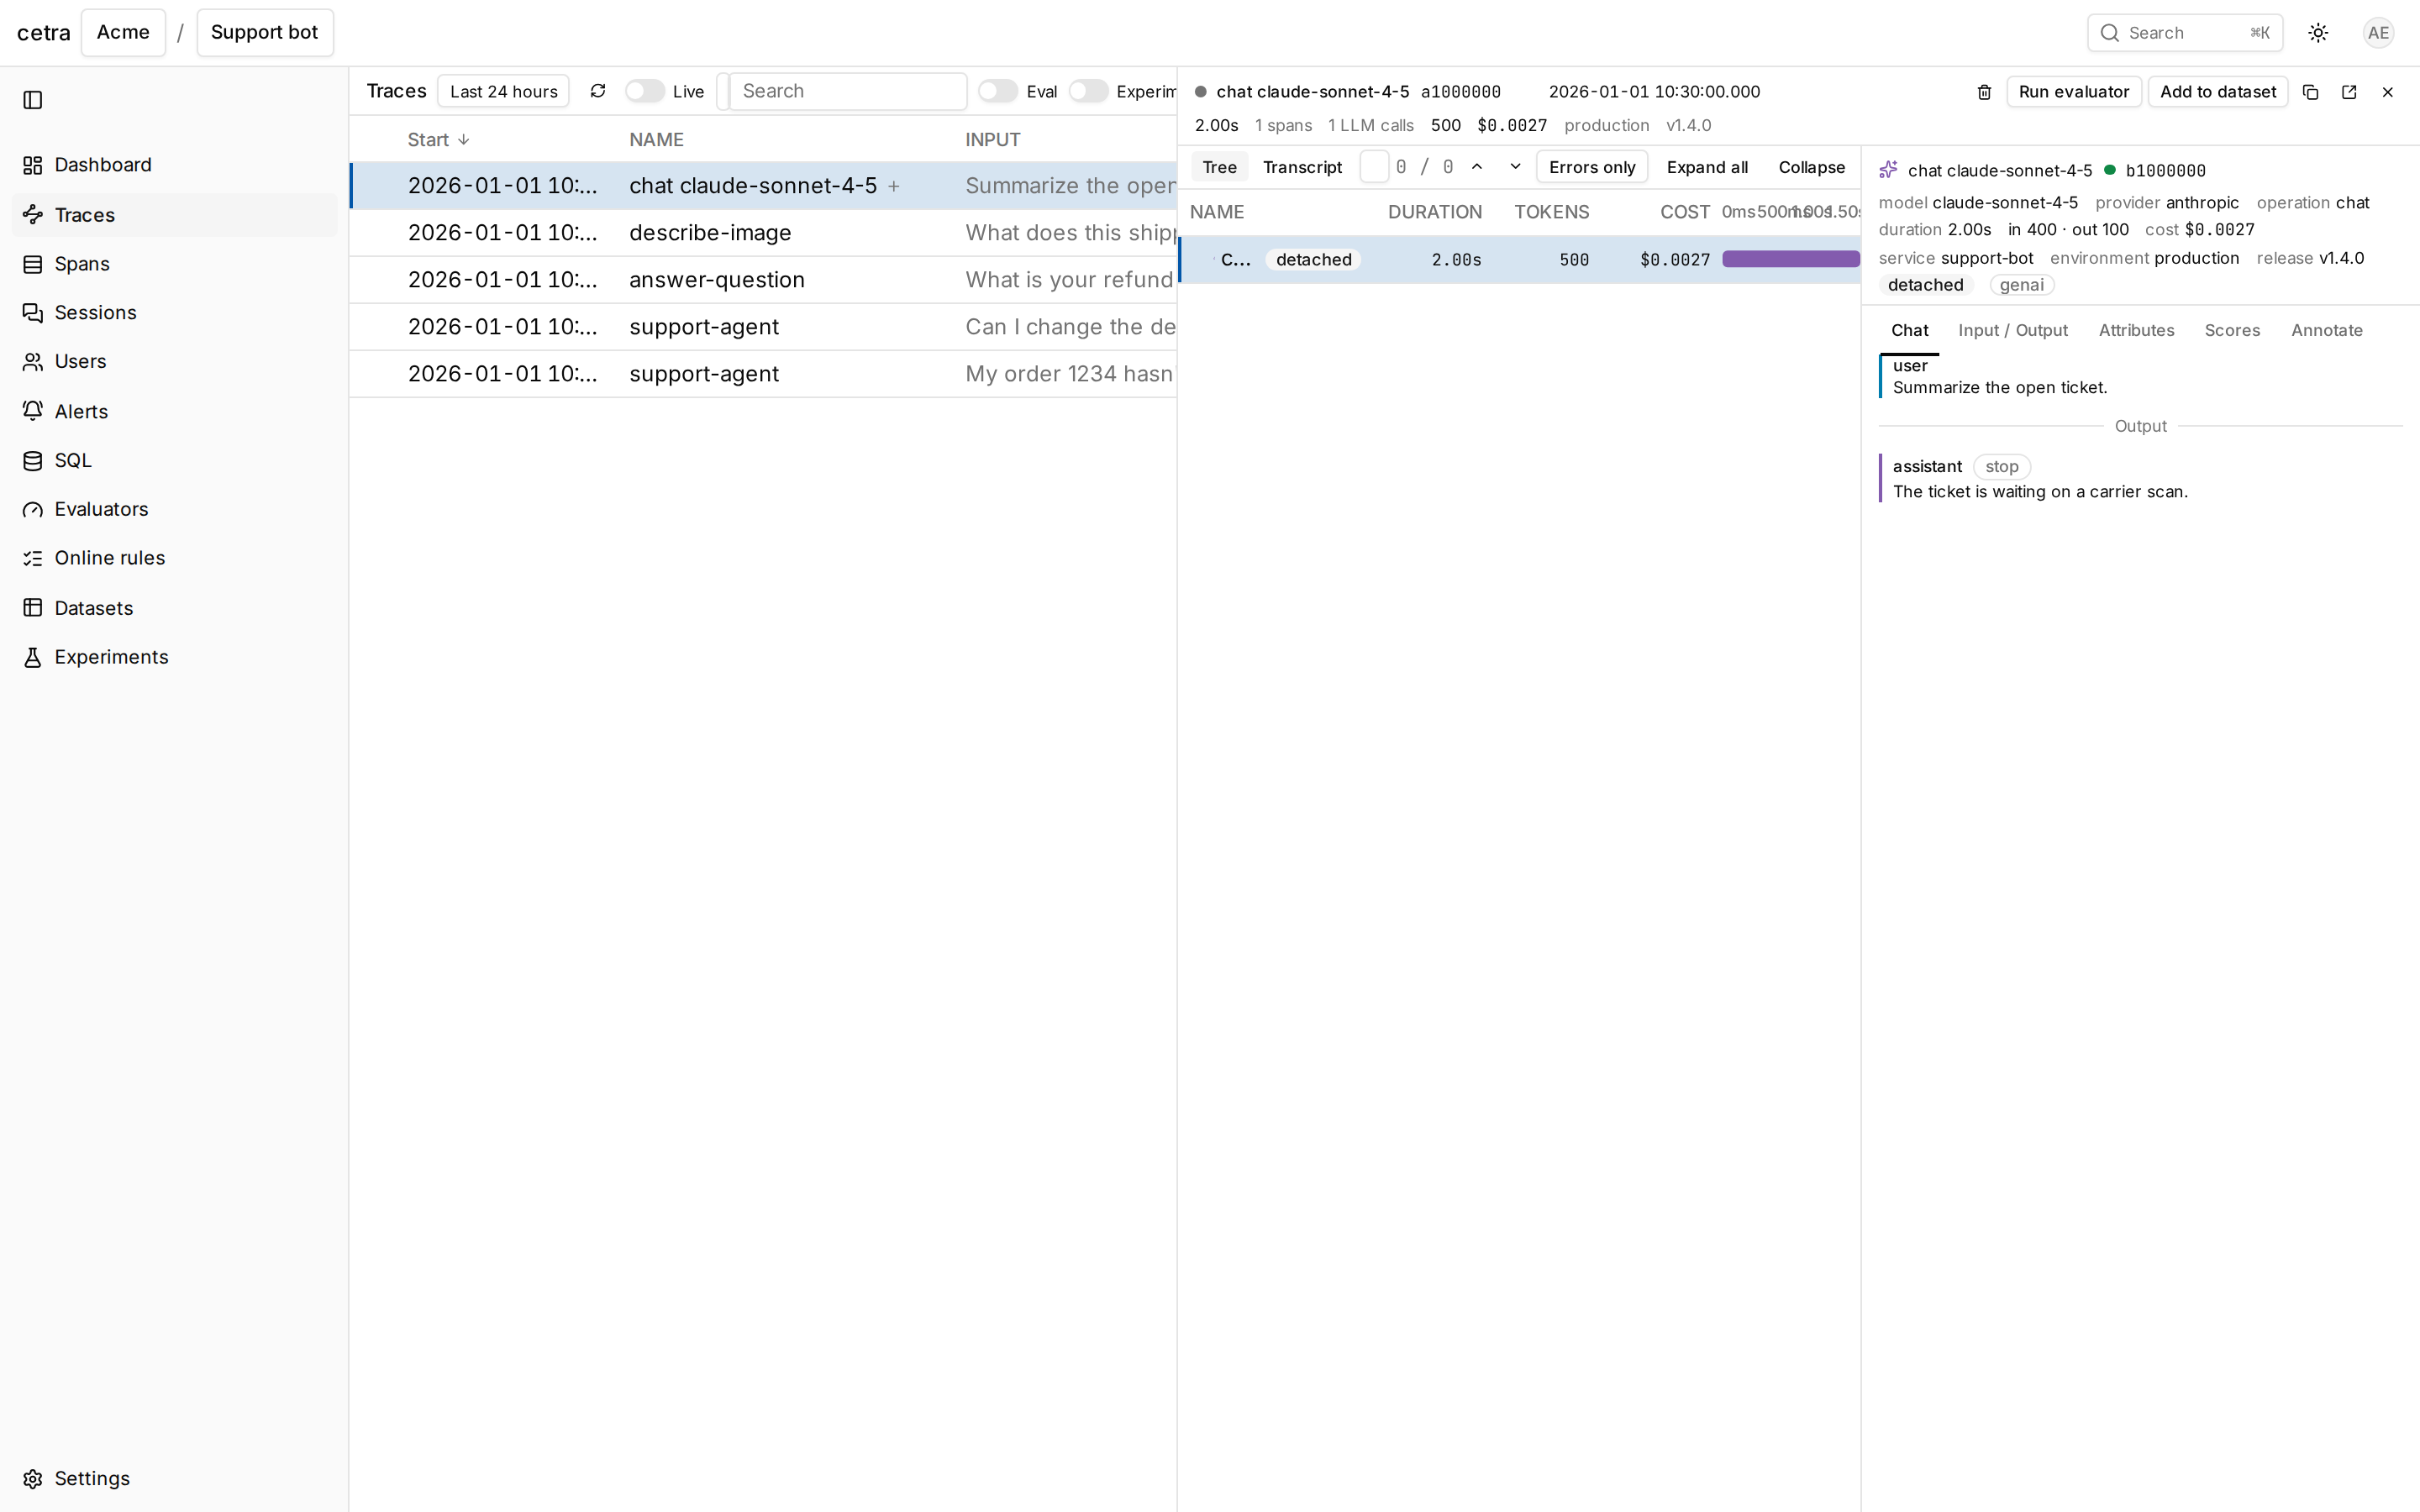 cetra Acme / Support bot Search ⌘K AE
Dashboard
Traces
Spans
Sessions
Users
Alerts
SQL
Evaluators
Online rules
Datasets
Experiments
Settings
Traces Last 24 hours Live Search Eval Experim
Start ↓ NAME INPUT
2026-01-01 10:... chat claude-sonnet-4-5 + Summarize the open
2026-01-01 10:... describe-image What does this ship
2026-01-01 10:... answer-question What is your refund
2026-01-01 10:... support-agent Can I change the de
2026-01-01 10:... support-agent My order 1234 hasn'
chat claude-sonnet-4-5 a1000000 2026-01-01 10:30:00.000 Run evaluator Add to dataset
2.00s 1 spans 1 LLM calls 500 $0.0027 production v1.4.0
Tree Transcript 0 / 0 Errors only Expand all Collapse
NAME DURATION TOKENS COST 0ms 500ms 1.00s 1.50s
C... detached 2.00s 500 $0.0027
chat claude-sonnet-4-5 b1000000
model claude-sonnet-4-5 provider anthropic operation chat
duration 2.00s in 400 · out 100 cost $0.0027
service support-bot environment production release v1.4.0
detached genai
Chat Input / Output Attributes Scores Annotate
user
Summarize the open ticket.
Output
assistant stop
The ticket is waiting on a carrier scan.